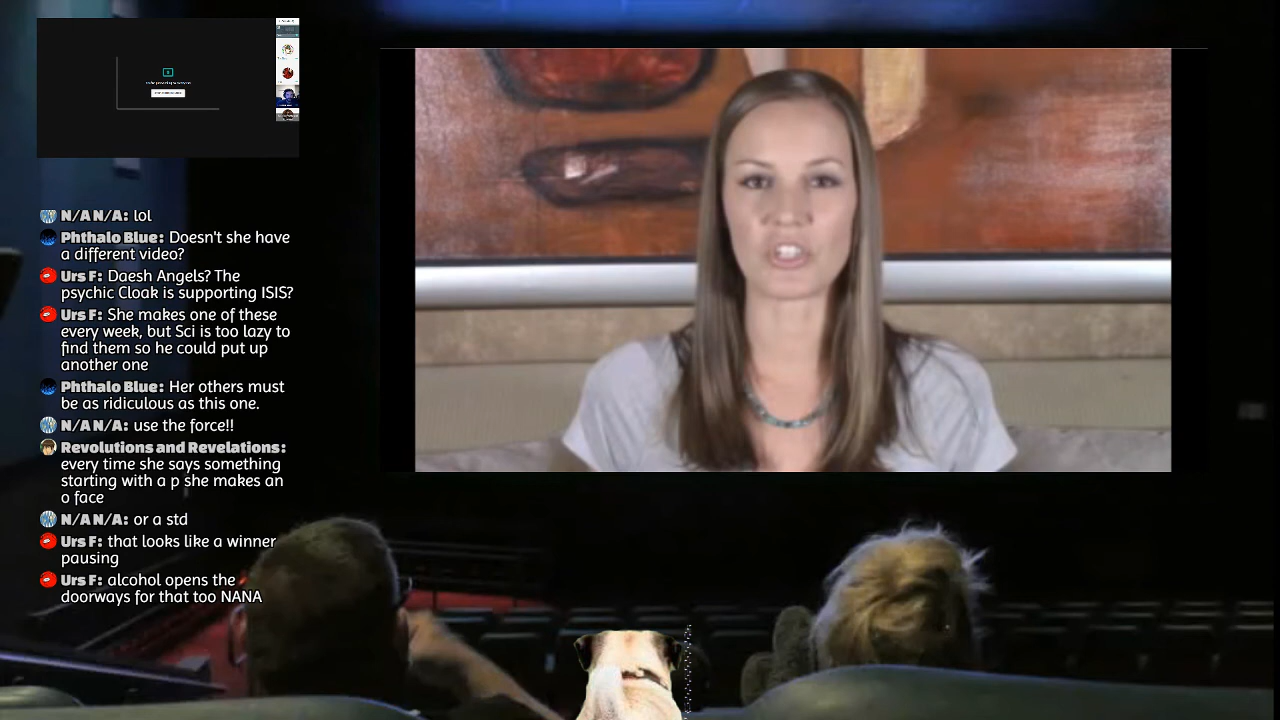 N/A N/A: lol
Phthalo Blue: Doesn't she have
a different video?
Urs F: Daesh Angels? The
psychic Cloak is supporting ISIS?
Urs F: She makes one of these
every week, but Sci is too lazy to
find them so he could put up
another one
Phthalo Blue: Her others must
be as ridiculous as this one.
N/A N/A: use the force!!
Revolutions and Revelations:
every time she says something
starting with a p she makes an
o face
N/A N/A: or a std
Urs F: that looks like a winner
pausing
Urs F: alcohol opens the
doorways for that too NANA